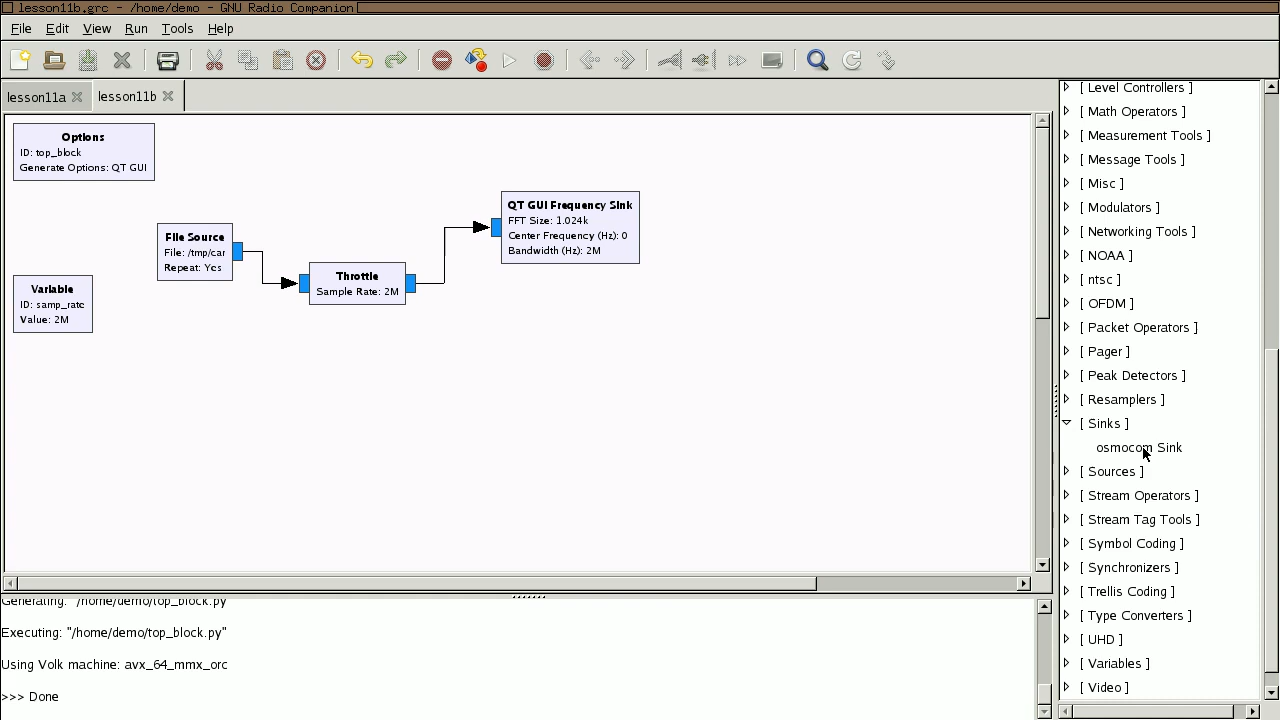 lesson11b.grc - /home/demo - GNU Radio Companion
File Edit View Run Tools Help
lesson11a
lesson11b
Options
ID: top_block
Generate Options: QT GUI
QT GUI Frequency Sink
FFT Size: 1.024k
Center Frequency (Hz): 0
Bandwidth (Hz): 2M
File Source
File: /tmp/car
Repeat: Yes
Throttle
Sample Rate: 2M
Variable
ID: samp_rate
Value: 2M
Generating: "/home/demo/top_block.py"
Executing: "/home/demo/top_block.py"
Using Volk machine: avx_64_mmx_orc
>>> Done
[ Level Controllers ]
[ Math Operators ]
[ Measurement Tools ]
[ Message Tools ]
[ Misc ]
[ Modulators ]
[ Networking Tools ]
[ NOAA ]
[ ntsc ]
[ OFDM ]
[ Packet Operators ]
[ Pager ]
[ Peak Detectors ]
[ Resamplers ]
[ Sinks ]
osmocom Sink
[ Sources ]
[ Stream Operators ]
[ Stream Tag Tools ]
[ Symbol Coding ]
[ Synchronizers ]
[ Trellis Coding ]
[ Type Converters ]
[ UHD ]
[ Variables ]
[ Video ]